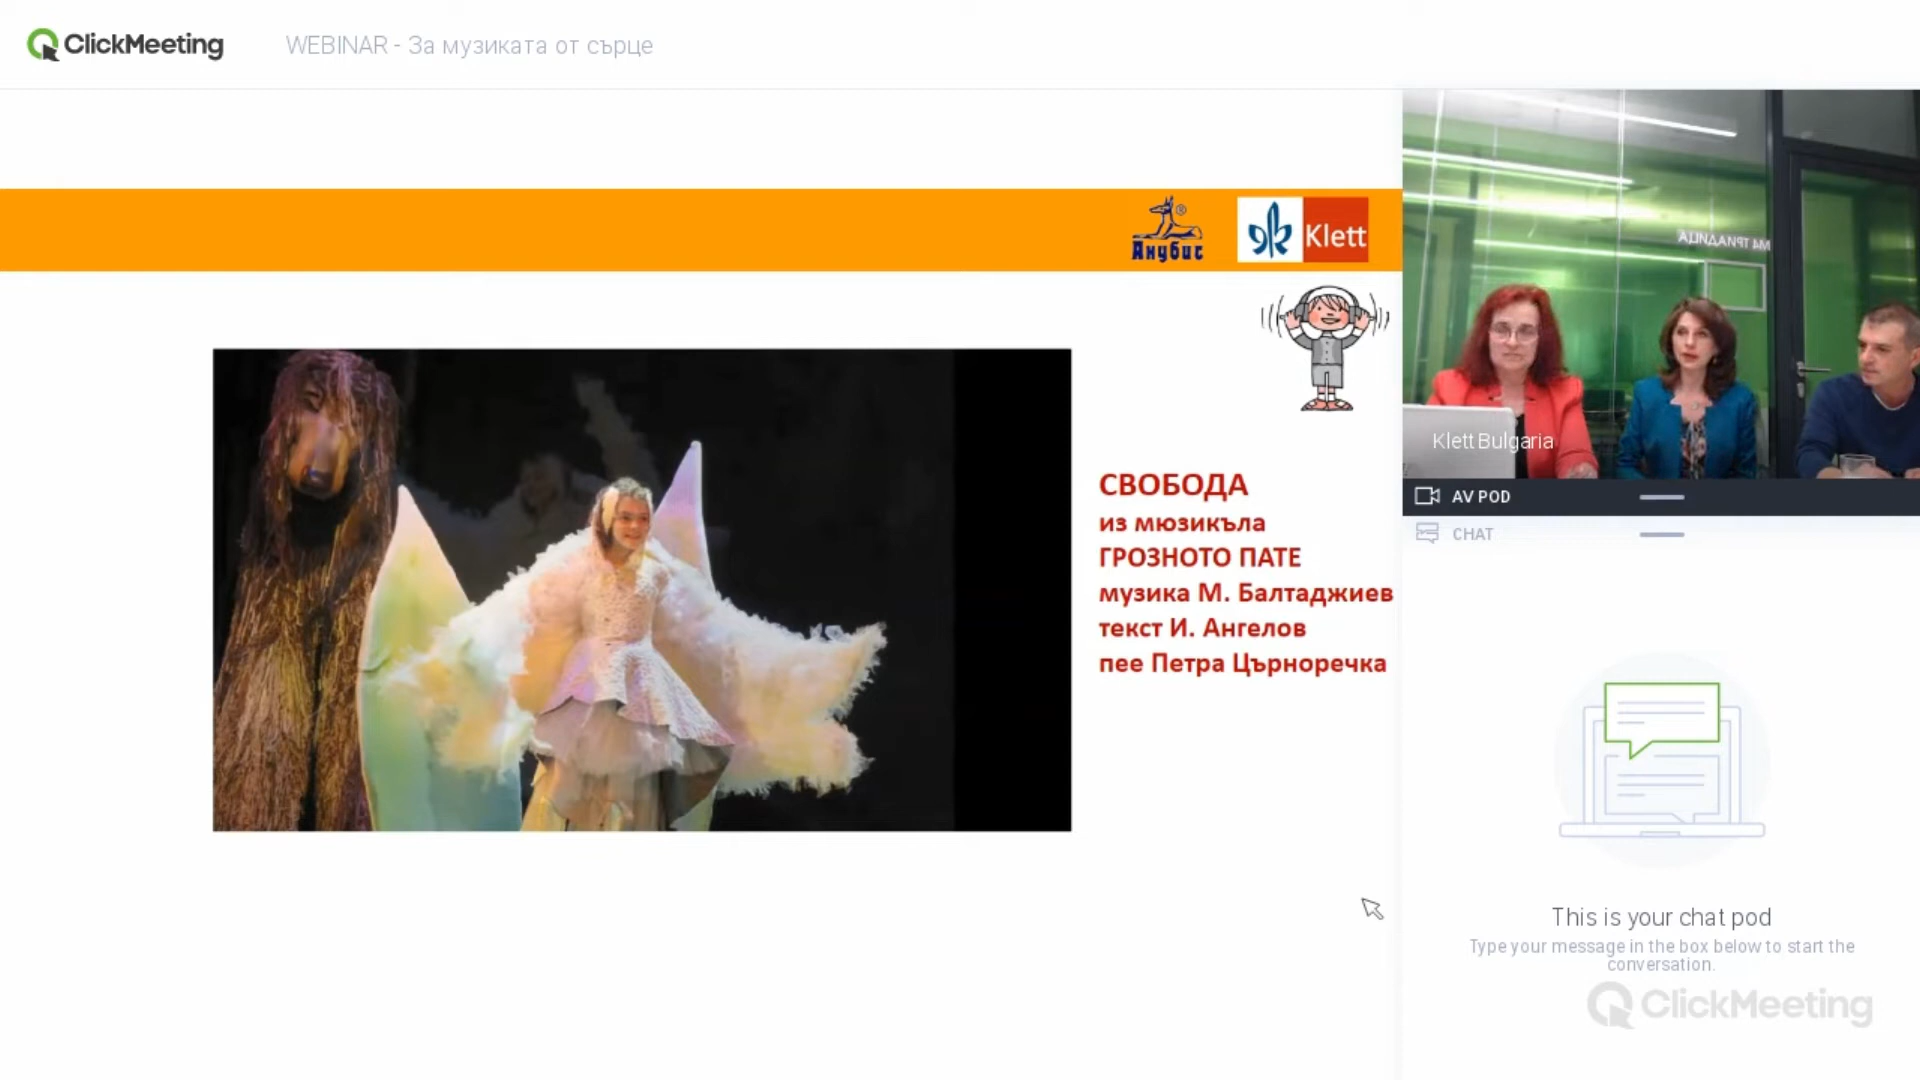 ClickMeeting
WEBINAR - За музиката от сърце
Анубис ®
Klett
М4 ТРИАДИЦА
СВОБОДА
из мюзикъла
ГРОЗНОТО ПАТЕ
музика М. Балтаджиев
текст И. Ангелов
пее Петра Църноречка
Klett Bulgaria
AV POD
CHAT
This is your chat pod
Type your message in the box below to start the
conversation.
ClickMeeting